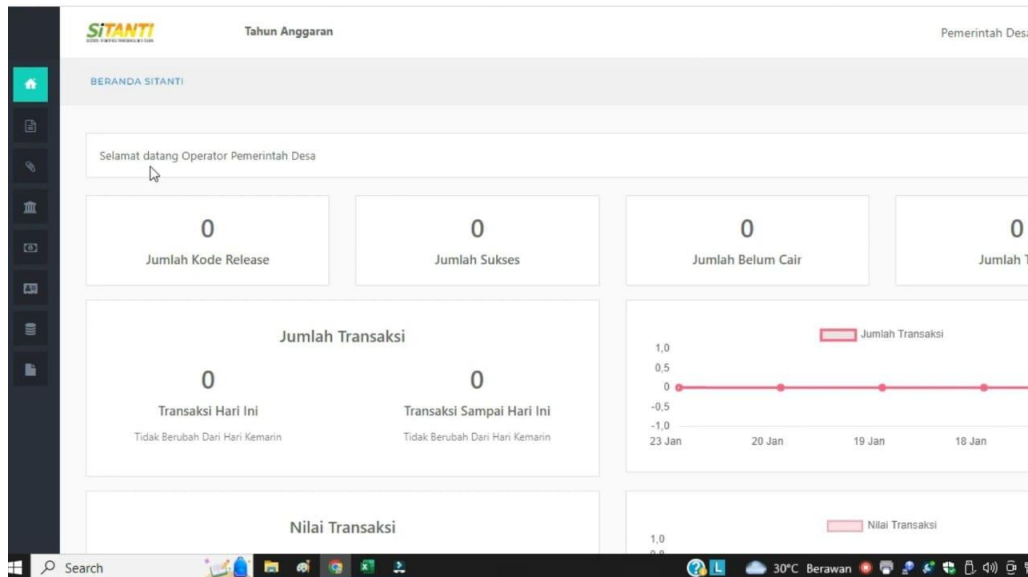 SiTANTI
Tahun Anggaran
Pemerintah Desa
BERANDA SITANTI
Selamat datang Operator Pemerintah Desa
0
Jumlah Kode Release
0
Jumlah Sukses
0
Jumlah Belum Cair
0
Jumlah T
Jumlah Transaksi
0
Transaksi Hari Ini
Tidak Berubah Dari Hari Kemarin
0
Transaksi Sampai Hari Ini
Tidak Berubah Dari Hari Kemarin
Jumlah Transaksi
1,0
0,5
0
-0,5
-1,0
23 Jan 20 Jan 19 Jan 18 Jan
Nilai Transaksi
Nilai Transaksi
1,0
Search
L
30°C Berawan